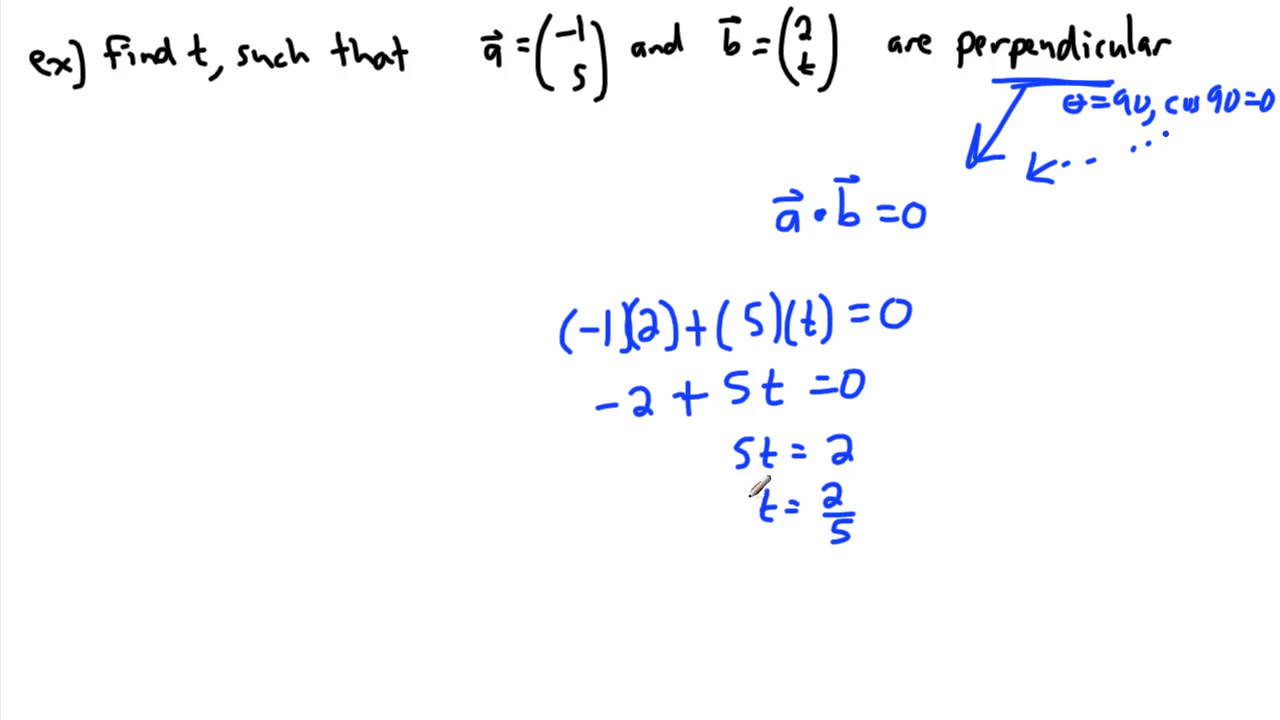 ex) find t, such that a⃗ = (-1 5) and b⃗ = (2 t) are perpendicular
θ=90, cos 90=0
a⃗ • b⃗ = 0
(-1)(2) + (5)(t) = 0
-2 + 5t = 0
5t = 2
t = 2/5